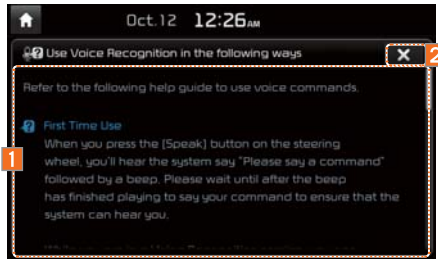 Oct.12 12:26AM
Use Voice Recognition in the following ways
2
Refer to the following help guide to use voice commands.
First Time Use
When you press the [Speak] button on the steering
1
wheel, you'll hear the system say "Please say a command"
followed by a beep. Please wait until after the beep
has finished playing to say your command to ensure that the
system can hear you.